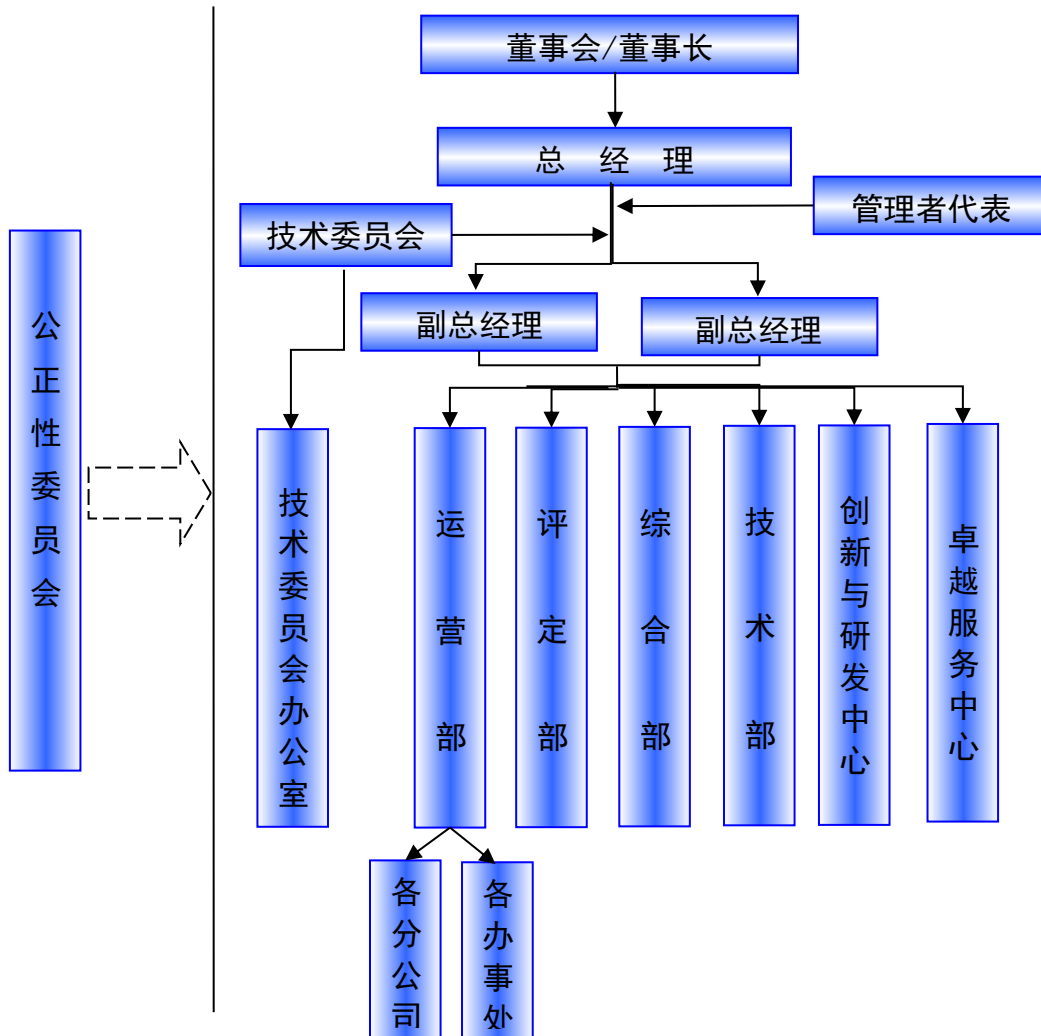 董事会/董事长
总 经 理
管理者代表
技术委员会
副总经理
副总经理
公正性委员会
技术委员会办公室
运营部
评定部
综合部
技术部
创新与研发中心
卓越服务中心
各分公司
各办事处